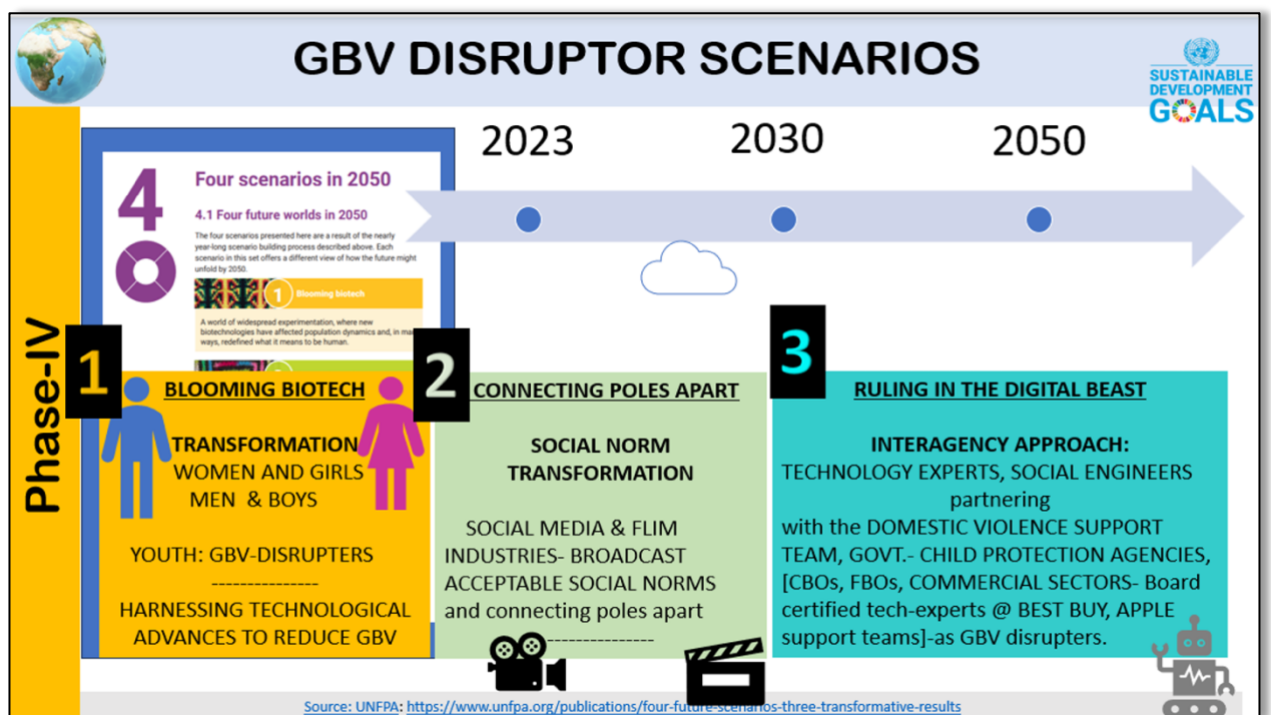 GBV DISRUPTOR SCENARIOS
SUSTAINABLE
DEVELOPMENT
GOALS
Phase-IV
2023
2030
2050
4
Four scenarios in 2050
4.1 Four future worlds in 2050
The four scenarios presented here are a result of the nearly
year-long scenario building process described above. Each
scenario in this set offers a different view of how the future might
unfold by 2050.
1 Blooming biotech
A world of widespread experimentation, where new
biotechnologies have affected population dynamics and, in
ways, redefined what it means to be human.
1
BLOOMING BIOTECH
TRANSFORMATION
WOMEN AND GIRLS
MEN & BOYS
YOUTH: GBV-DISRUPTERS
---------------
HARNESSING TECHNOLOGICAL
ADVANCES TO REDUCE GBV
2
CONNECTING POLES APART
SOCIAL NORM
TRANSFORMATION
SOCIAL MEDIA & FLIM
INDUSTRIES- BROADCAST
ACCEPTABLE SOCIAL NORMS
and connecting poles apart
---------------
3
RULING IN THE DIGITAL BEAST
INTERAGENCY APPROACH:
TECHNOLOGY EXPERTS, SOCIAL ENGINEERS
partnering
with the DOMESTIC VIOLENCE SUPPORT
TEAM, GOVT.- CHILD PROTECTION AGENCIES,
[CBOs, FBOs, COMMERCIAL SECTORS- Board
certified tech-experts @ BEST BUY, APPLE
support teams]-as GBV disrupters.
Source: UNFPA: https://www.unfpa.org/publications/four-future-scenarios-three-transformative-results